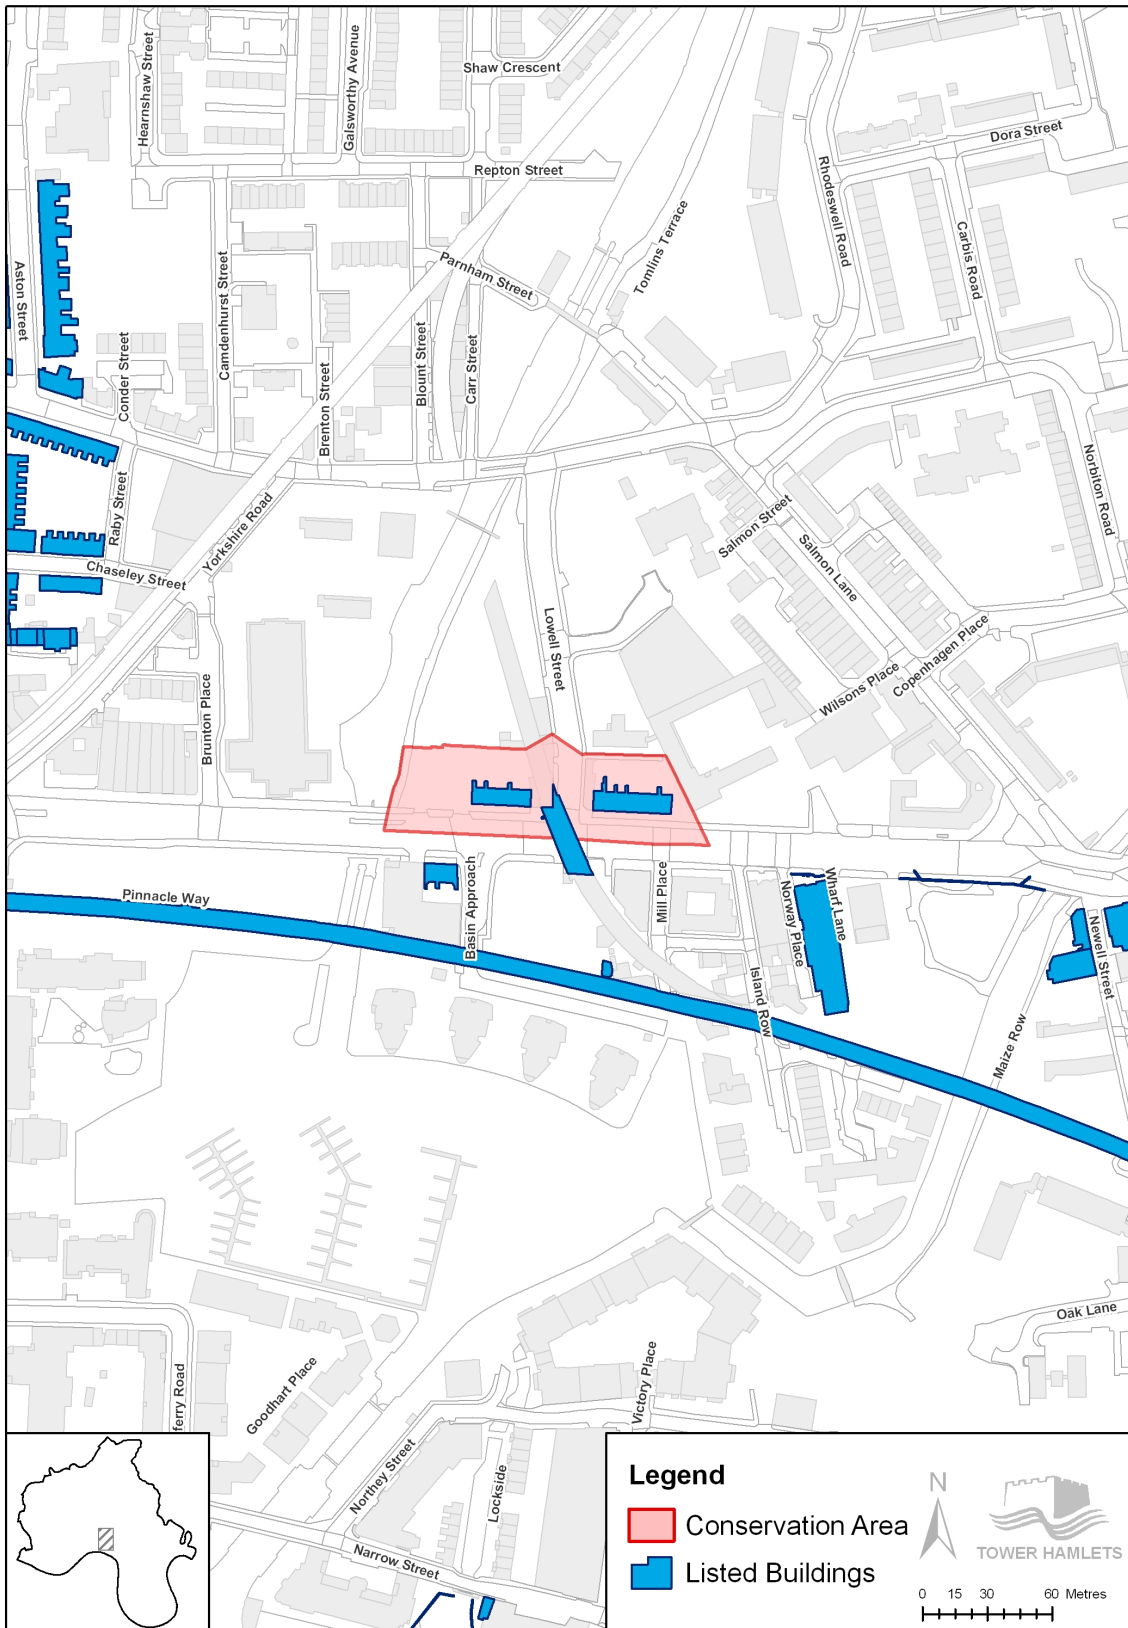 Shaw Crescent
Hearnshaw Street
Galsworthy Avenue
Dora Street
Repton Street
Rhodeswell Road
Carbis Road
Tomlins Terrace
Parnham Street
Aston Street
Camdenhurst Street
Conder Street
Brenton Street
Blount Street
Carr Street
Norbiton Road
Raby Street
Yorkshire Road
Salmon Street
Salmon Lane
Chaseley Street
Lowell Street
Copenhagen Place
Wilsons Place
Brunton Place
Pinnacle Way
Basin Approach
Mill Place
Norway Place
Wharf Lane
Newell Street
Island Row
Maize Row
Oak Lane
Victory Place
Goodhart Place
fferry Road
Northey Street
Lockside
Narrow Street
Legend
Conservation Area
Listed Buildings
N
TOWER HAMLETS
0 15 30 60 Metres